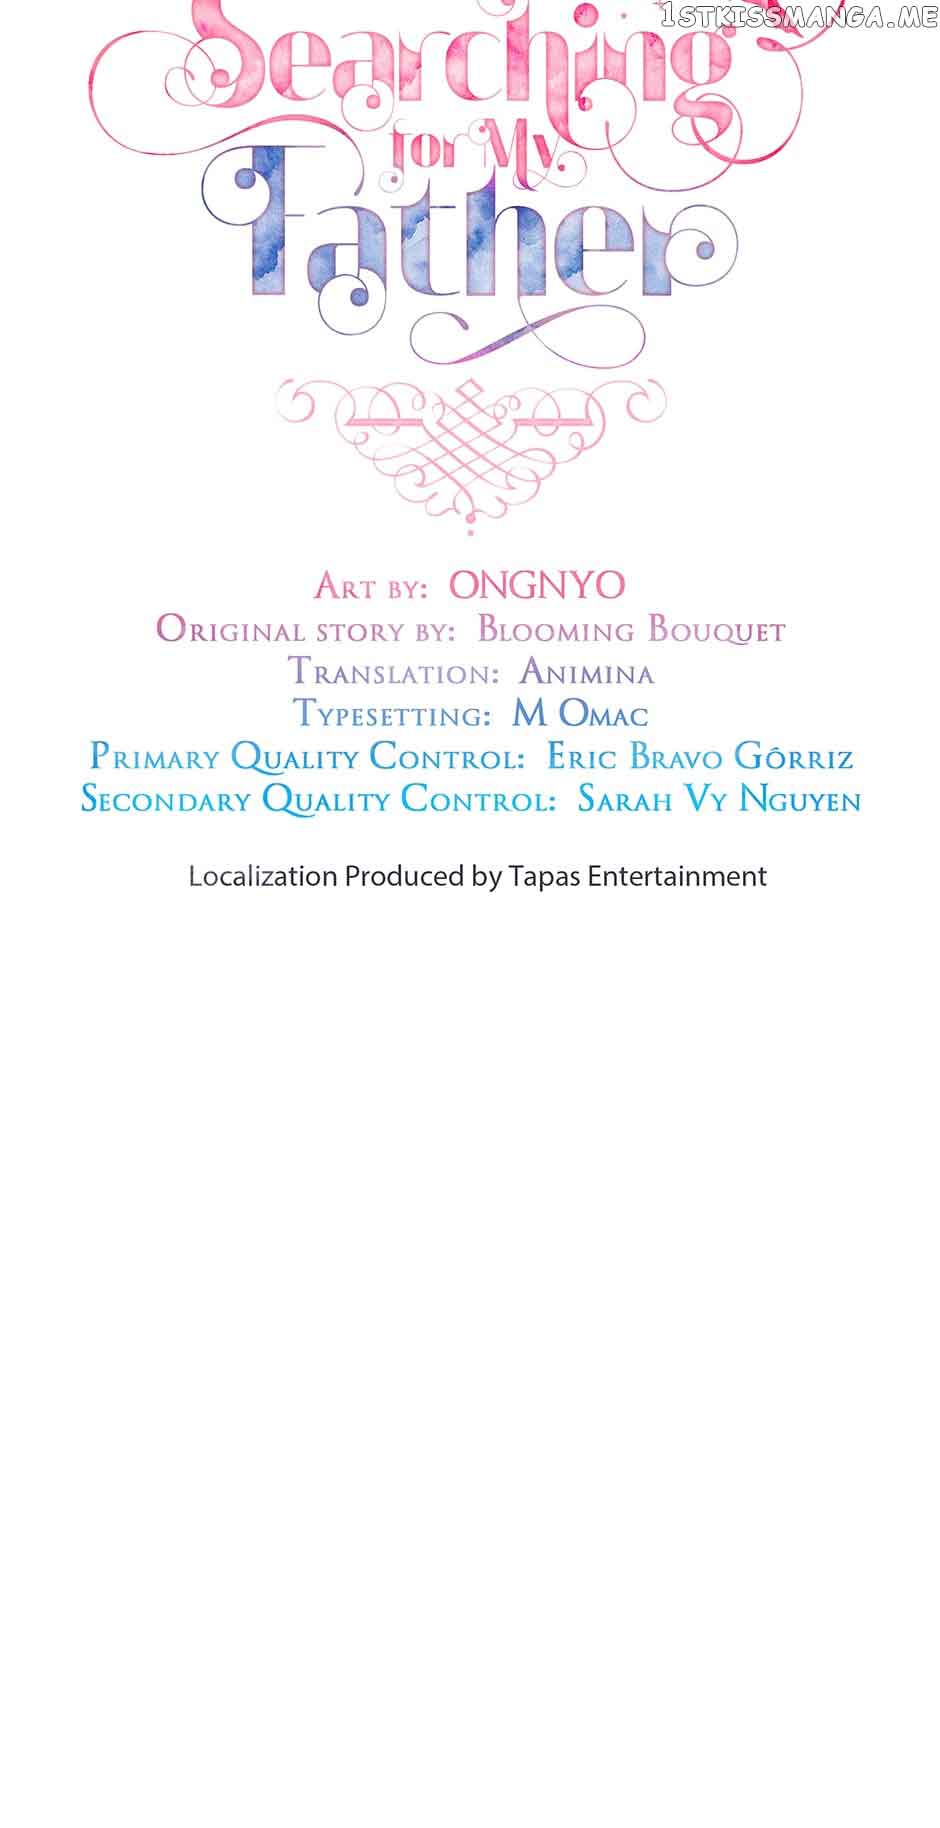 1STKISSMANGA.ME
Searching
for My
Father
ART BY: ONGNYO
ORIGINAL STORY BY: BLOOMING BOUQUET
TRANSLATION: ANIMINA
TYPESETTING: M OMAC
PRIMARY QUALITY CONTROL: ERIC BRAVO GÓRRIZ
SECONDARY QUALITY CONTROL: SARAH VY NGUYEN
Localization Produced by Tapas Entertainment